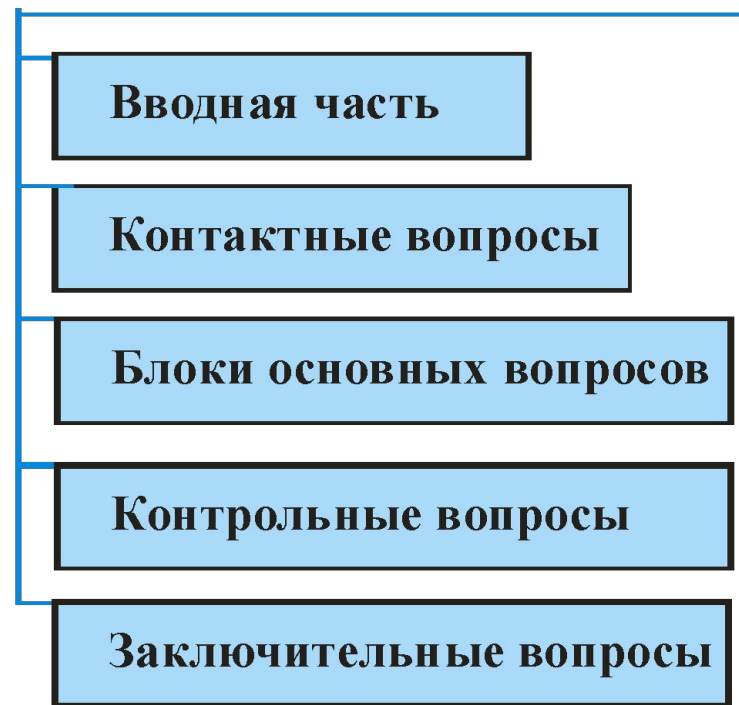 Вводная часть
Контактные вопросы
Блоки основных вопросов
Контрольные вопросы
Заключительные вопросы